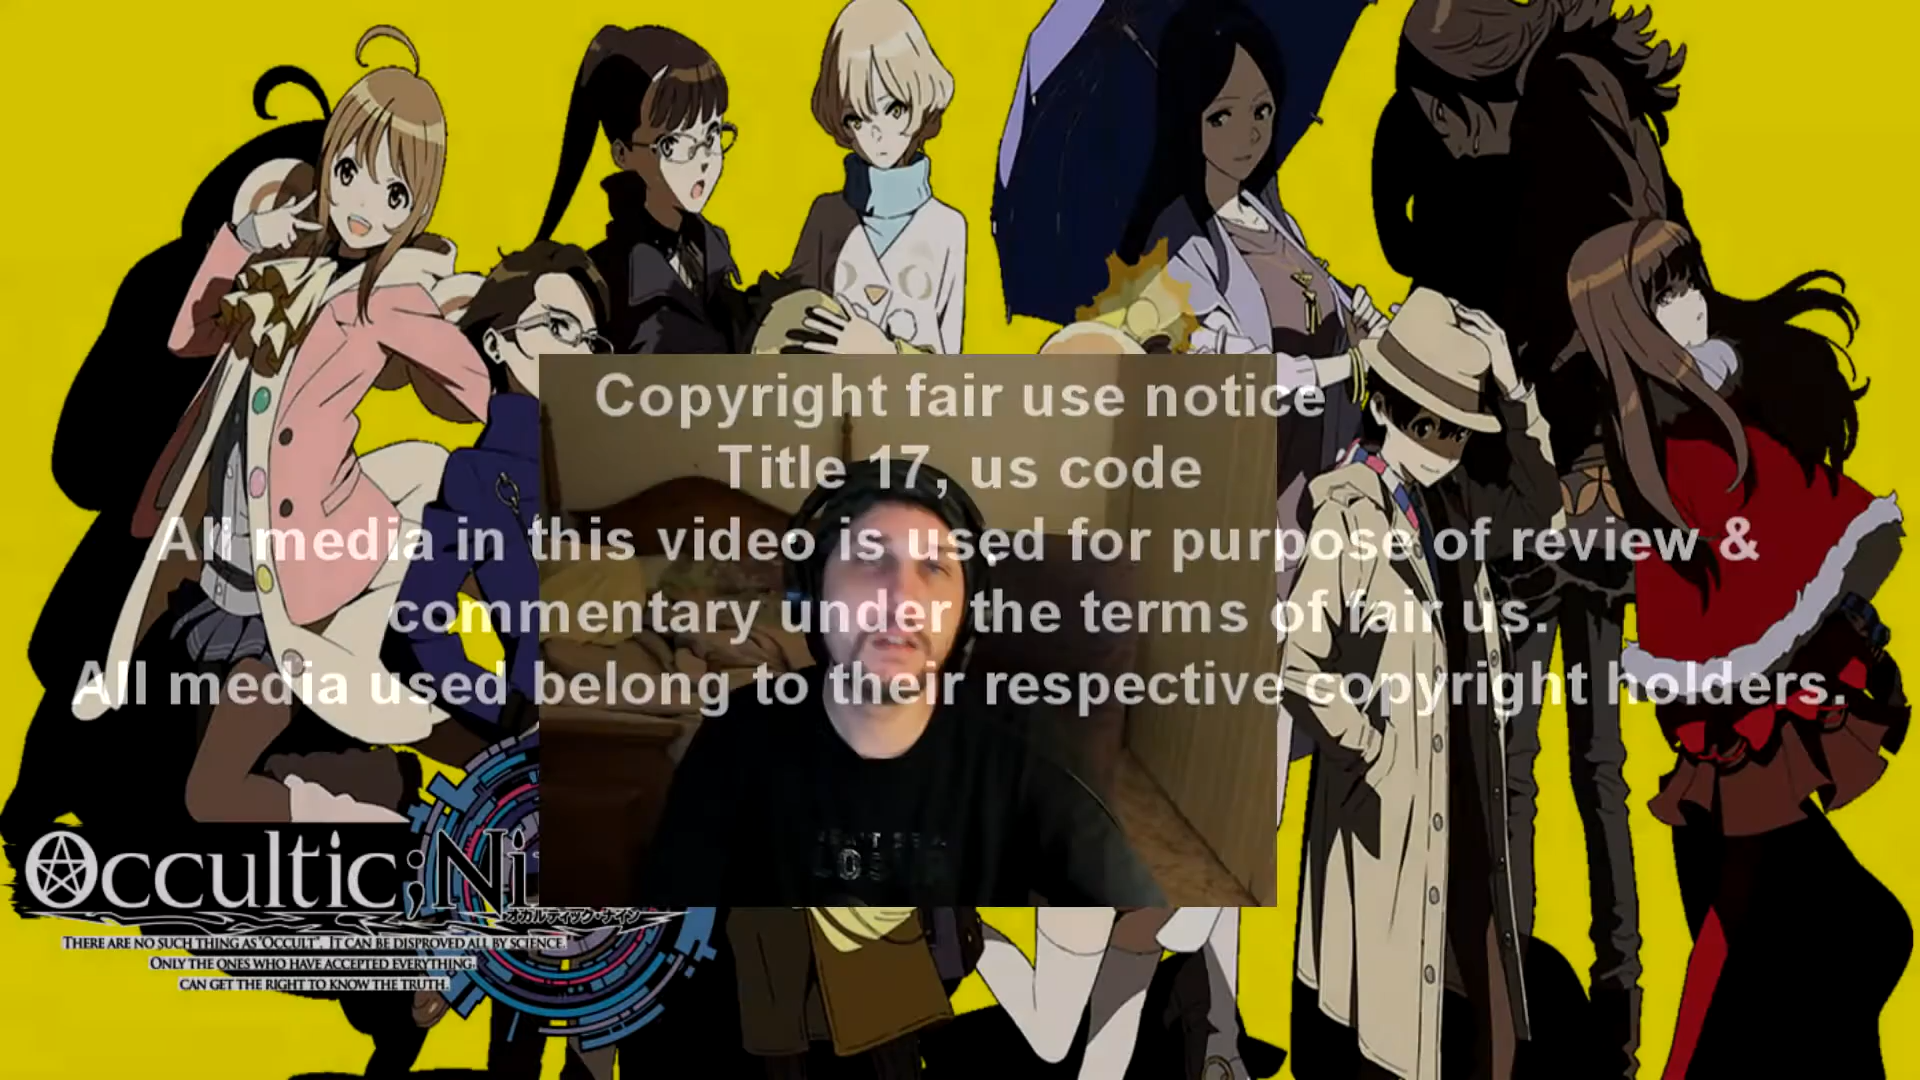 Copyright fair use notice
Title 17, us code
All media in this video is used for purpose of review &
commentary under the terms of fair us.
All media used belong to their respective copyright holders.
Occultic;Ni
オカルティック・ナイン
THERE ARE NO SUCH THING AS "OCCULT". IT CAN BE DISPROVED ALL BY SCIENCE.
ONLY THE ONES WHO HAVE ACCEPTED EVERYTHING,
CAN GET THE RIGHT TO KNOW THE TRUTH.